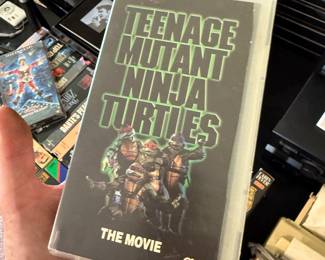 TEENAGE
MUTANT
NINJA
TURTLES
THE MOVIE